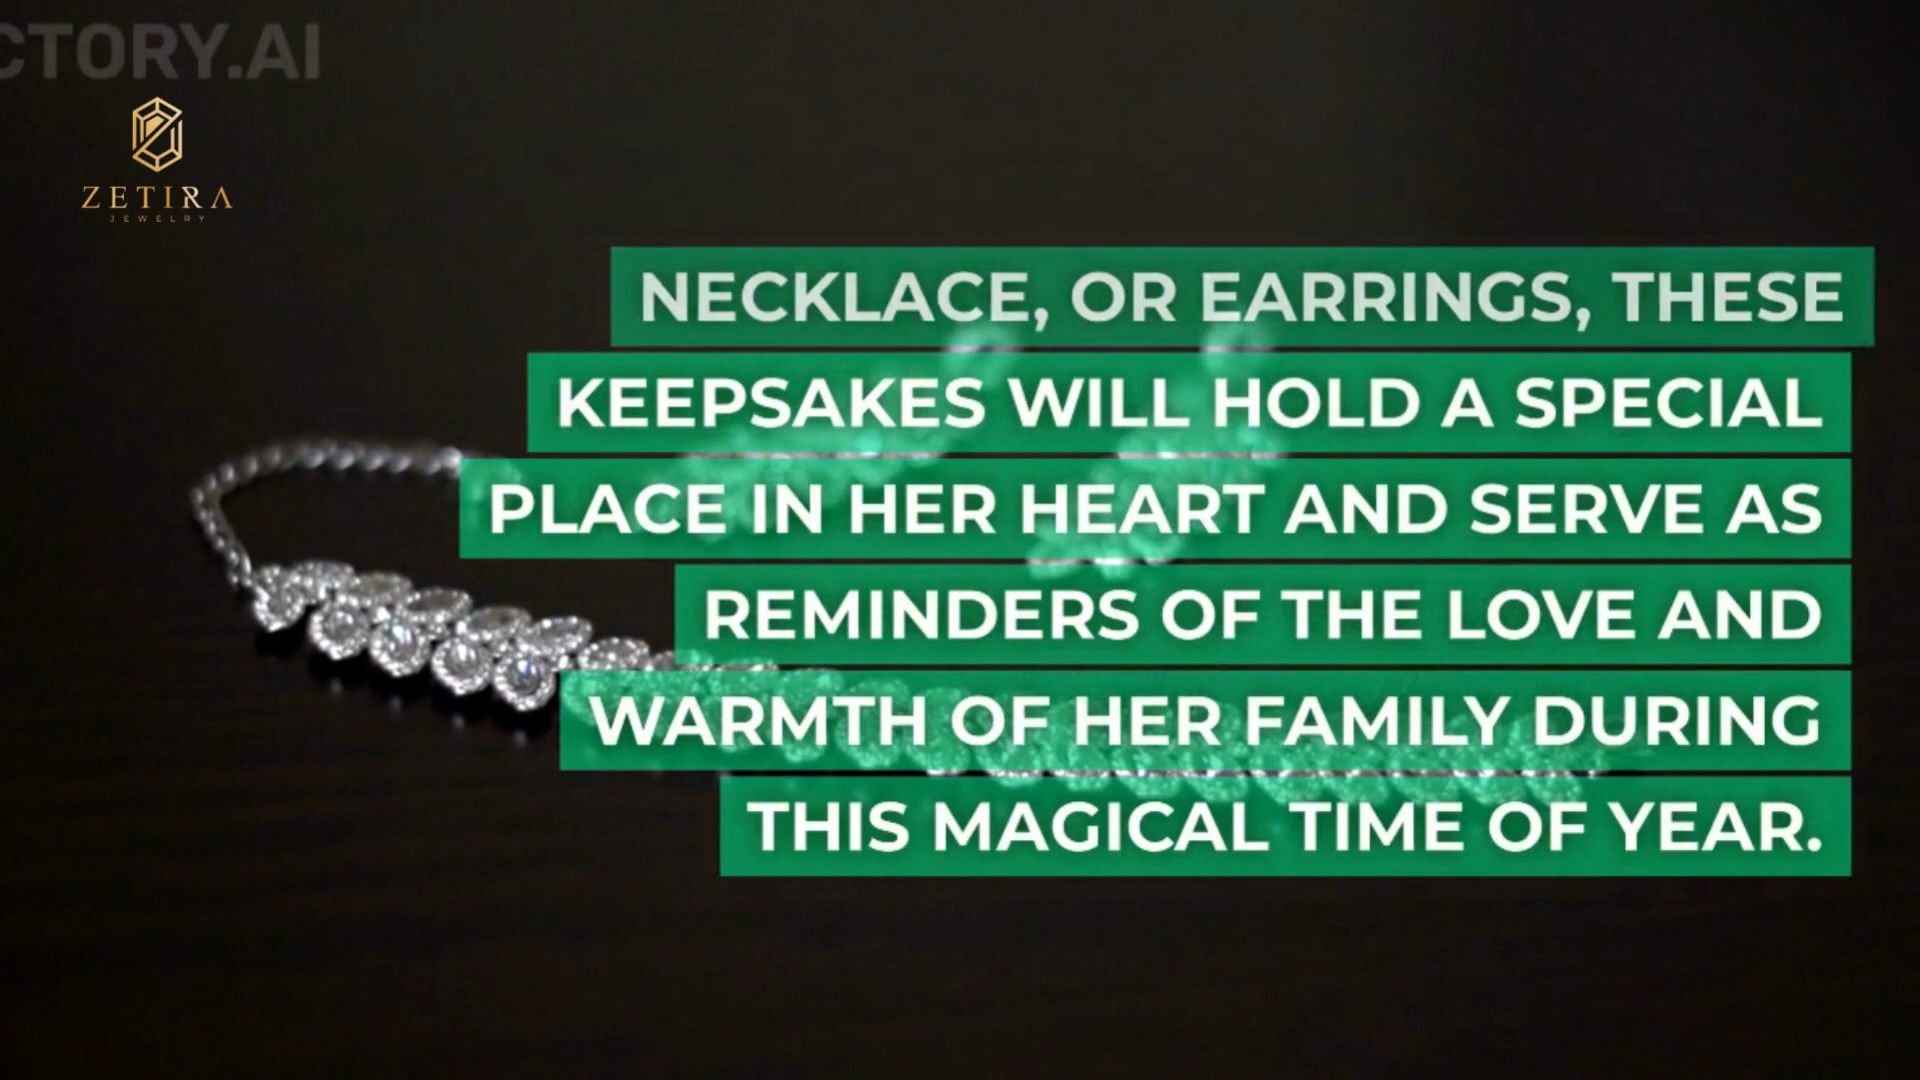 CTORY.AI
ZETIRA
JEWELRY
NECKLACE, OR EARRINGS, THESE
KEEPSAKES WILL HOLD A SPECIAL
PLACE IN HER HEART AND SERVE AS
REMINDERS OF THE LOVE AND
WARMTH OF HER FAMILY DURING
THIS MAGICAL TIME OF YEAR.